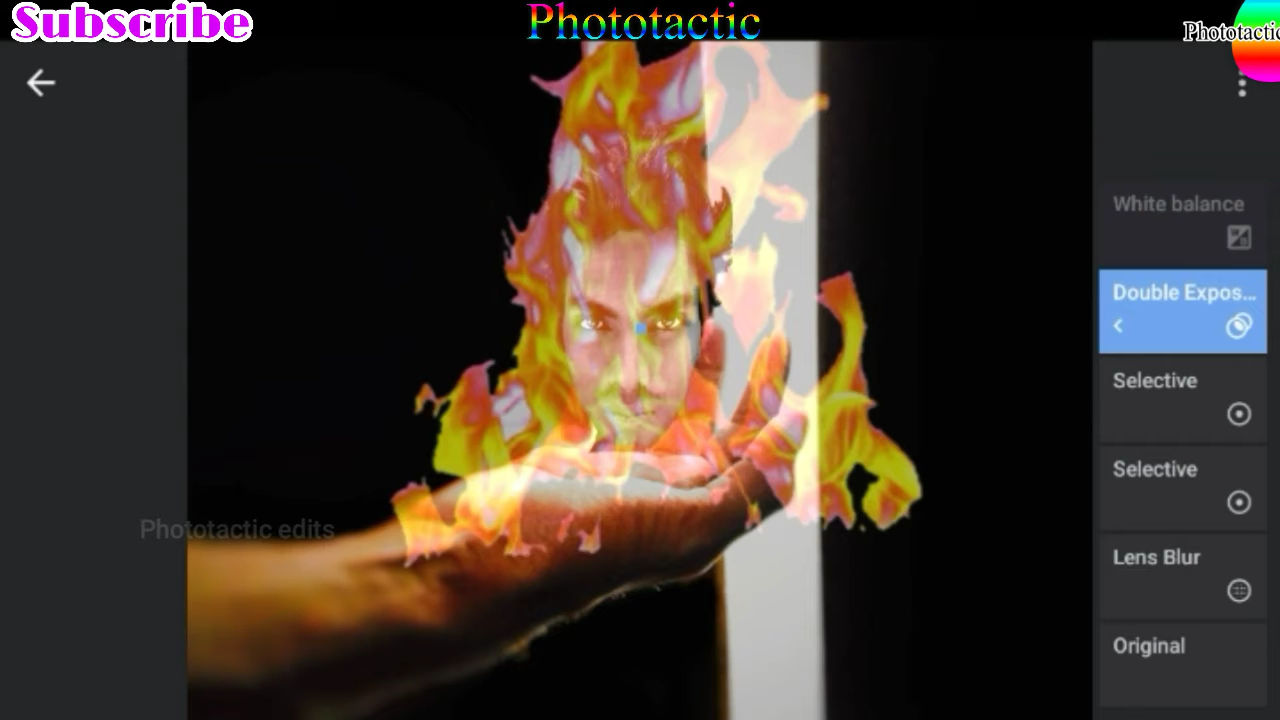 Subscribe
Phototactic
Phototactic
White balance
Double Expos...
Selective
Selective
Lens Blur
Original
Phototactic edits